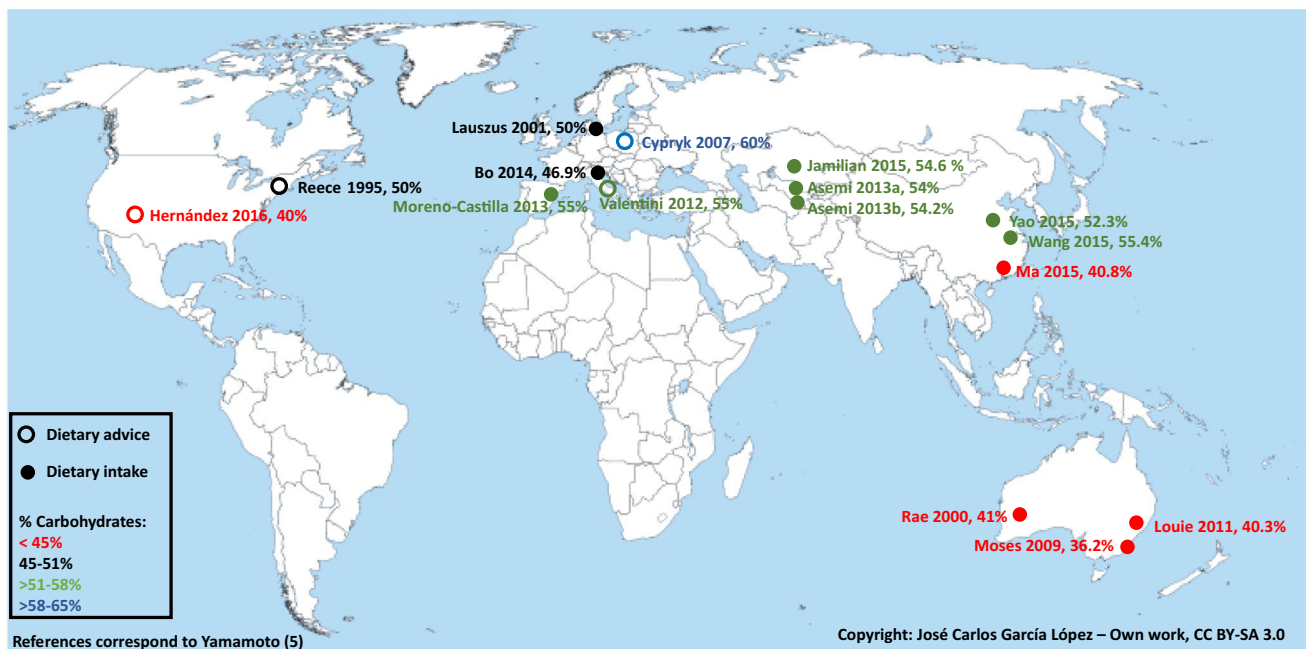 Lauszus 2001, 50%
Cypryk 2007, 60%
Bo 2014, 46.9%
Jamilian 2015, 54.6 %
Reece 1995, 50%
Asemi 2013a, 54%
Moreno-Castilla 2013, 55%
Valentini 2012, 55%
Asemi 2013b, 54.2%
Hernández 2016, 40%
Yao 2015, 52.3%
Wang 2015, 55.4%
Ma 2015, 40.8%
Rae 2000, 41%
Louie 2011, 40.3%
Moses 2009, 36.2%
Dietary advice
Dietary intake
% Carbohydrates:
< 45%
45-51%
>51-58%
>58-65%
References correspond to Yamamoto (5)
Copyright: José Carlos García López – Own work, CC BY-SA 3.0